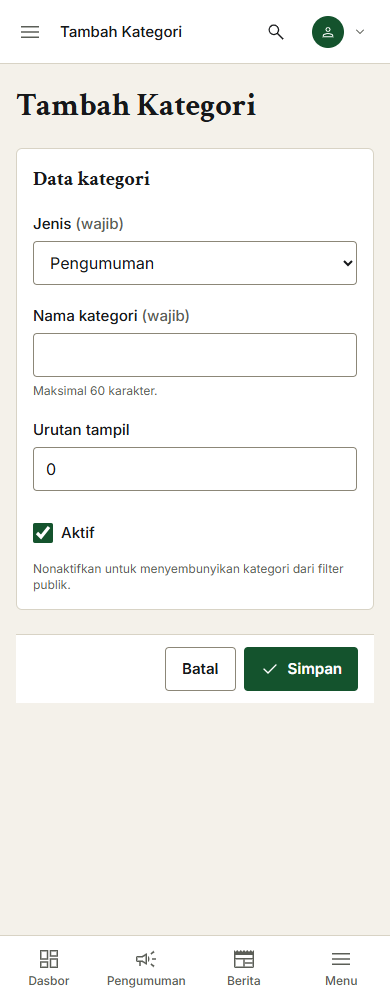 Tambah Kategori
Tambah Kategori
Data kategori
Jenis (wajib)
Pengumuman
Nama kategori (wajib)
Maksimal 60 karakter.
Urutan tampil
0
Aktif
Nonaktifkan untuk menyembunyikan kategori dari filter
publik.
Batal
Simpan
Dasbor
Pengumuman
Berita
Menu